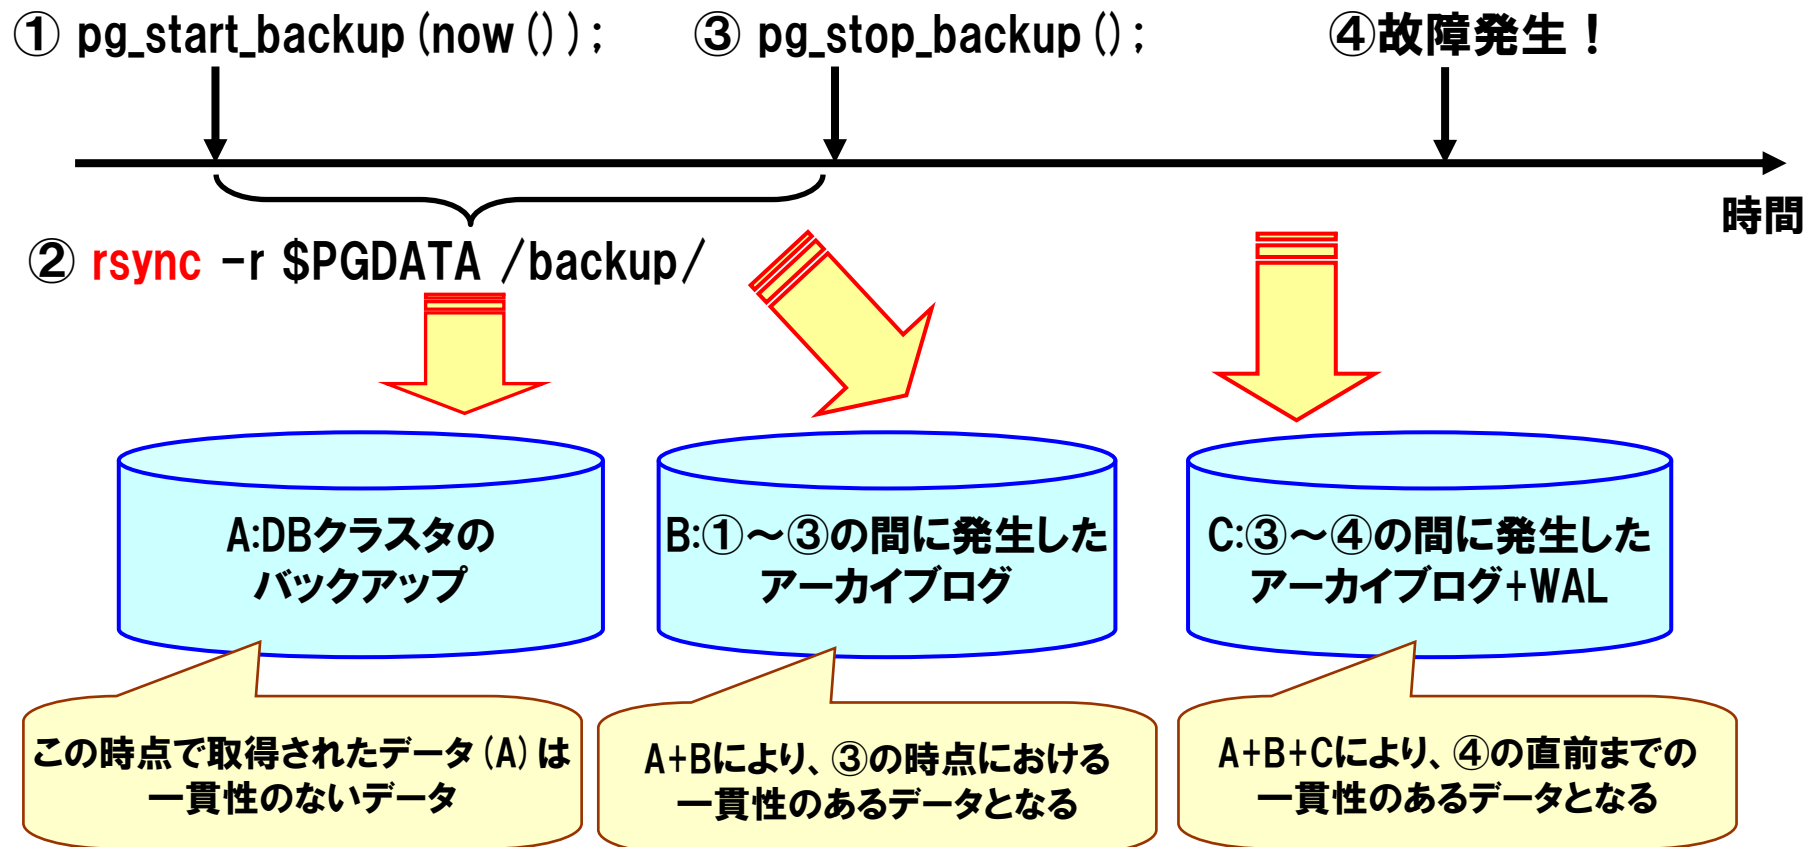 ① pg_start_backup(now());
③ pg_stop_backup();
④故障発生！
時間
② rsync -r $PGDATA /backup/
A:DBクラスタの
バックアップ
B:①～③の間に発生した
アーカイブログ
C:③～④の間に発生した
アーカイブログ+WAL
この時点で取得されたデータ(A)は
一貫性のないデータ
A+Bにより、③の時点における
一貫性のあるデータとなる
A+B+Cにより、④の直前までの
一貫性のあるデータとなる